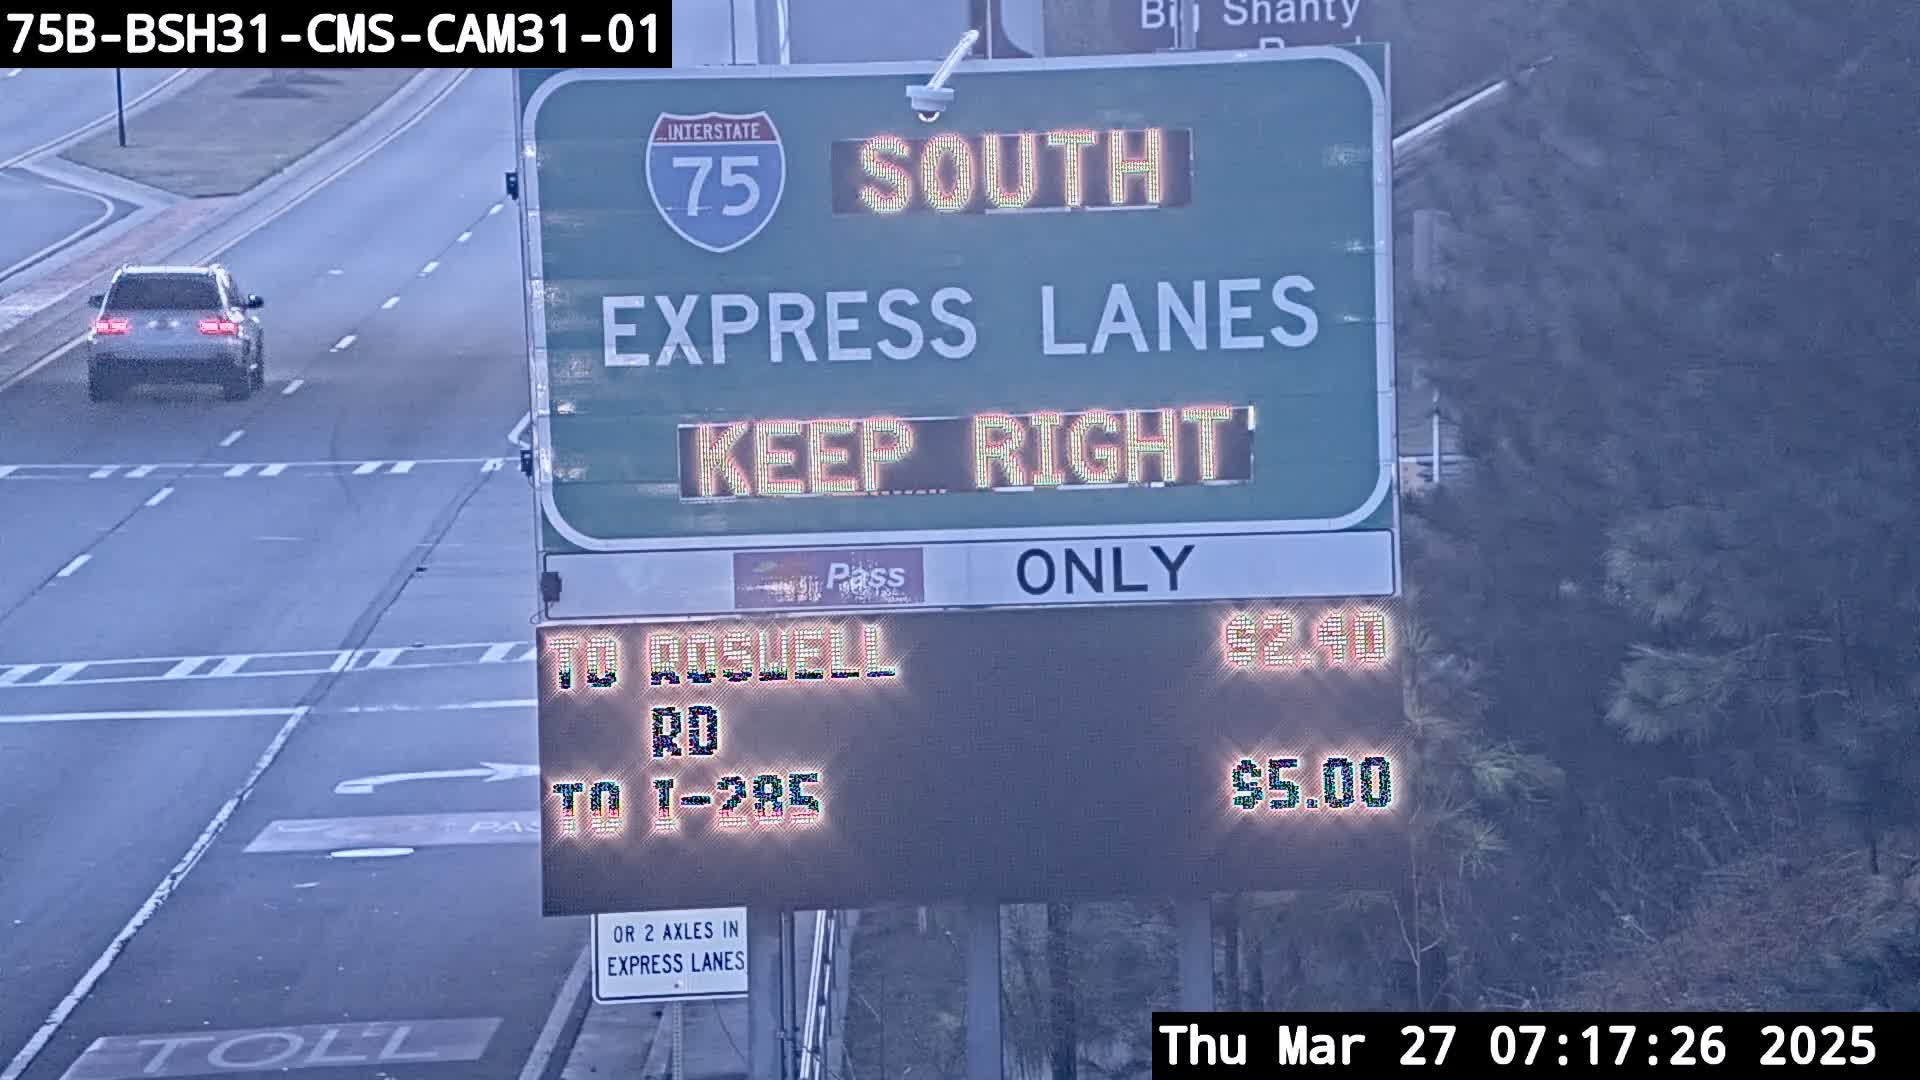 75B-BSH31-CMS-CAM31-01
Big Shanty
INTERSTATE
75
SOUTH
EXPRESS LANES
KEEP RIGHT
Pass ONLY
TO ROSWELL $2.40
RD
TO I-285 $5.00
OR 2 AXLES IN
EXPRESS LANES
TOLL
Thu Mar 27 07:17:26 2025